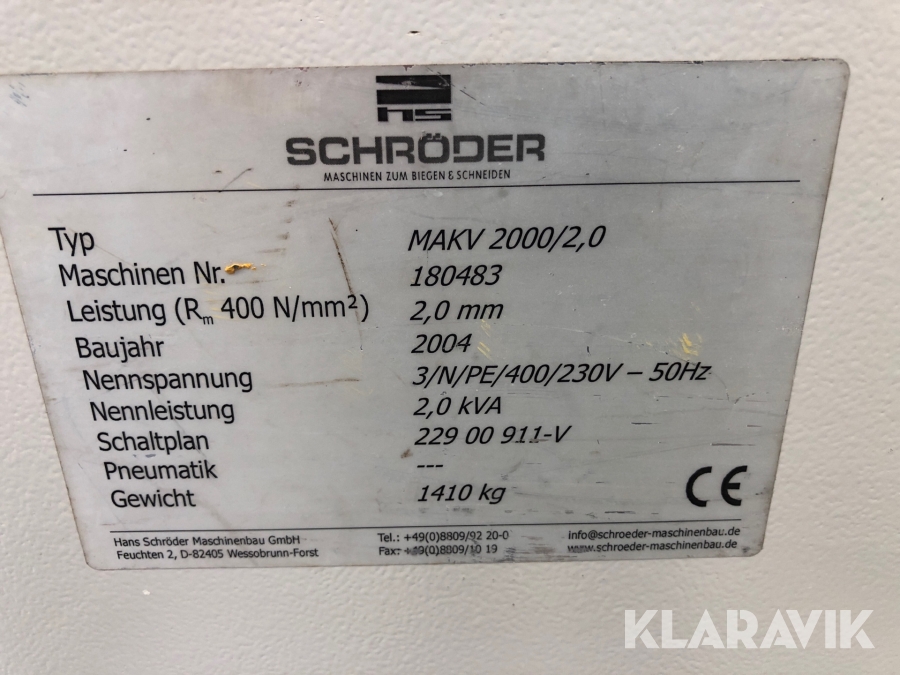 hs
SCHRÖDER
MASCHINEN ZUM BIEGEN & SCHNEIDEN
Typ MAKV 2000/2,0
Maschinen Nr. 180483
Leistung (Rm 400 N/mm²) 2,0 mm
Baujahr 2004
Nennspannung 3/N/PE/400/230V – 50Hz
Nennleistung 2,0 kVA
Schaltplan 229 00 911-V
Pneumatik ---
Gewicht 1410 kg
CE
Hans Schröder Maschinenbau GmbH Tel.: +49(0)8809/92 20-0 info@schroeder-maschinenbau.de
Feuchten 2, D-82405 Wessobrunn-Forst Fax: +49(0)8809/10 19 www.schroeder-maschinenbau.de
KLARAVIK